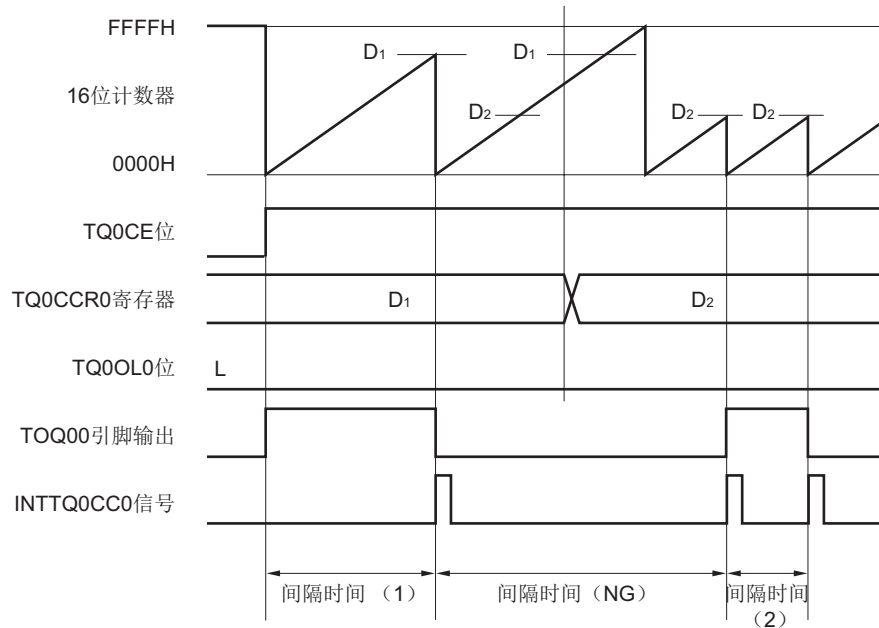 FFFFH
D1 D1
16位计数器
D2 D2 D2
0000H
TQ0CE位
TQ0CCR0寄存器 D1 D2
TQ0OL0位 L
TOQ00引脚输出
INTTQ0CC0信号
间隔时间 （1） 间隔时间（NG） 间隔时间
（2）